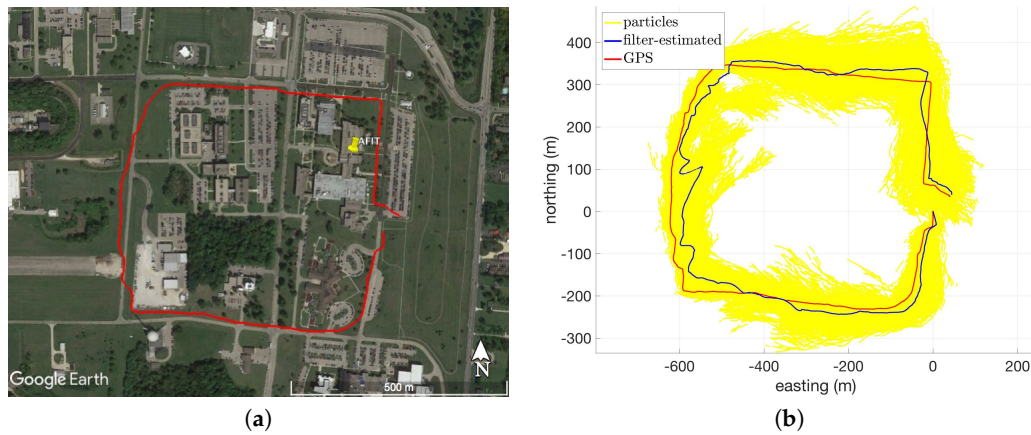 AFIT
Google Earth
500 m
N
(a)
particles
filter-estimated
GPS
northing (m)
400
300
200
100
0
-100
-200
-300
-600
-400
-200
0
200
easting (m)
(b)